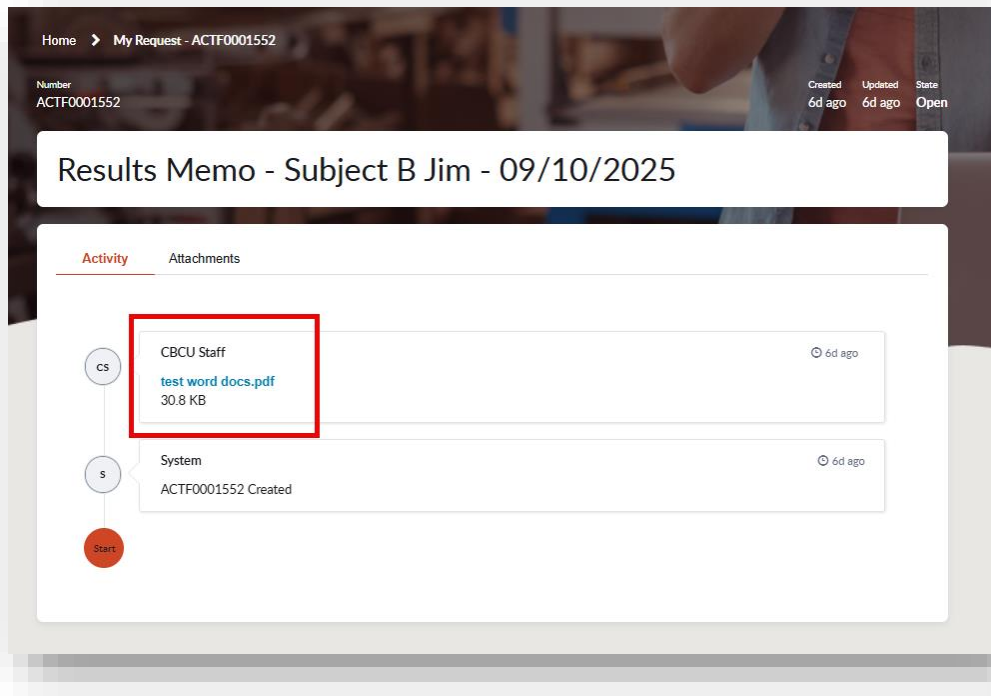 Home > My Request - ACTF0001552
Number
ACTF0001552
Created Updated State
6d ago 6d ago Open
Results Memo - Subject B Jim - 09/10/2025
Activity Attachments
CS
CBCU Staff 6d ago
test word docs.pdf
30.8 KB
S
System 6d ago
ACTF0001552 Created
Start